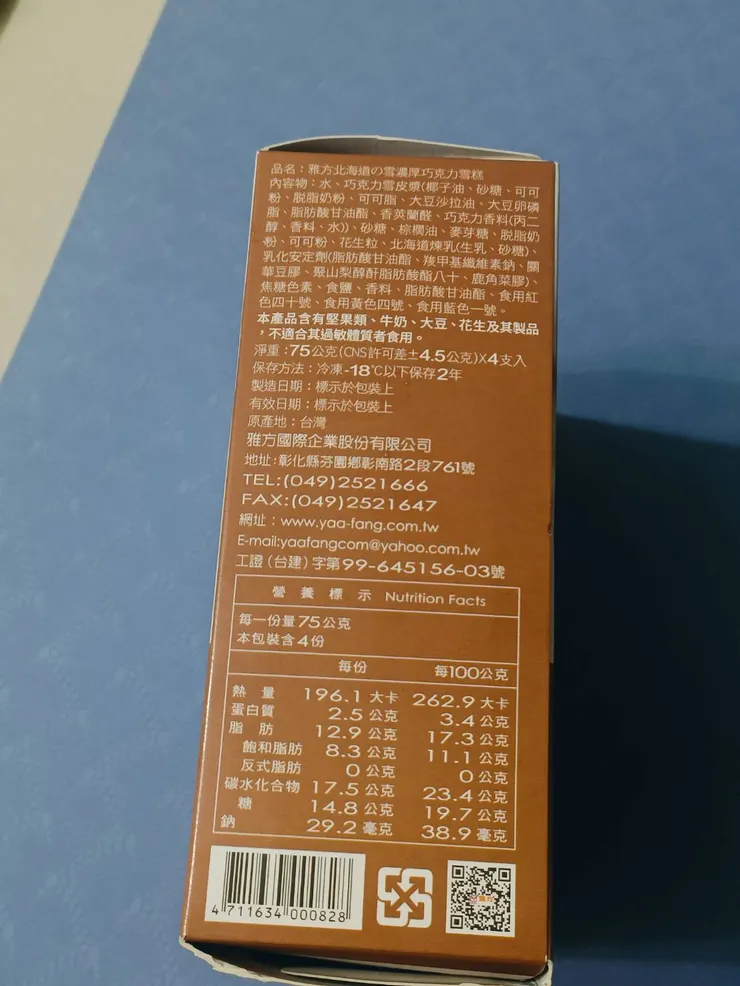 品名：雅方北海道の雪濃厚巧克力雪糕
內容物：水、巧克力雪皮漿(椰子油、砂糖、可可
粉、脫脂奶粉、可可脂、大豆沙拉油、大豆卵磷
脂、脂肪酸甘油酯、香莢蘭醛、巧克力香料(丙二
醇、香料、水))、砂糖、棕櫚油、麥芽糖、脫脂奶
粉、可可粉、花生粒、北海道煉乳(生乳、砂糖)、
乳化安定劑(脂肪酸甘油酯、羧甲基纖維素鈉、關
華豆膠、聚山梨醇酐脂肪酸酯八十、鹿角菜膠)、
焦糖色素、食鹽、香料、脂肪酸甘油酯、食用紅
色四十號、食用黃色四號、食用藍色一號。
本產品含有堅果類、牛奶、大豆、花生及其製品
，不適合其過敏體質者食用。
淨重：75公克(CNS許可差±4.5公克)X4支入
保存方法：冷凍-18℃以下保存2年
製造日期：標示於包裝上
有效日期：標示於包裝上
原產地：台灣
雅方國際企業股份有限公司
地址：彰化縣芬園鄉彰南路2段761號
TEL:(049)2521666
FAX:(049)2521647
網址：www.yaa-fang.com.tw
E-mail:yaafangcom@yahoo.com.tw
工證（台建）字第99-645156-03號
營養標示 Nutrition Facts
每一份量75公克
本包裝含4份
每份 每100公克
熱量 196.1 大卡 262.9 大卡
蛋白質 2.5 公克 3.4 公克
脂肪 12.9 公克 17.3 公克
飽和脂肪 8.3 公克 11.1 公克
反式脂肪 0 公克 0 公克
碳水化合物 17.5 公克 23.4 公克
糖 14.8 公克 19.7 公克
鈉 29.2 毫克 38.9 毫克
4 711634 000828